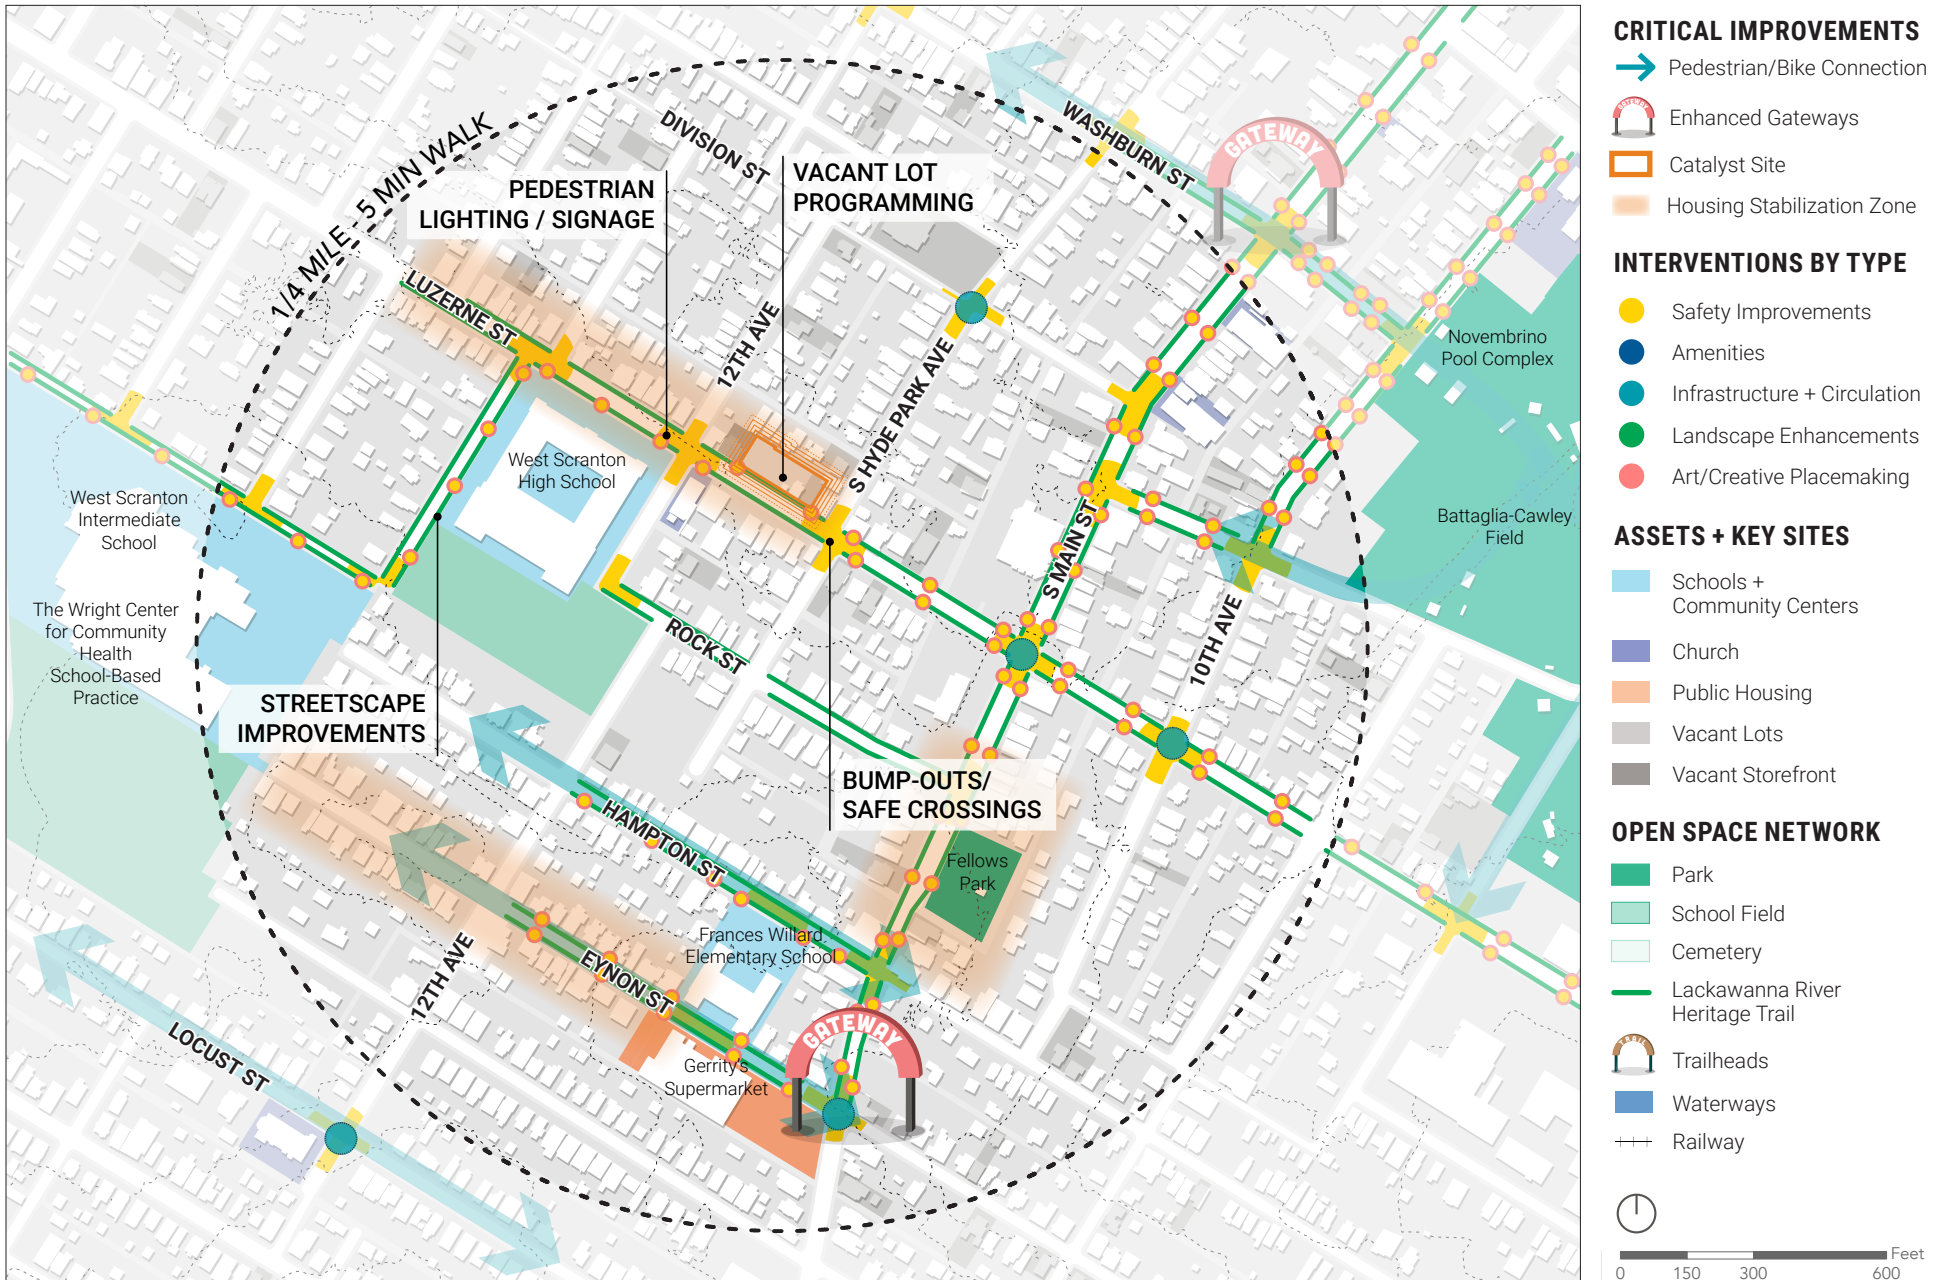 1/4 MILE - 5 MIN WALK
DIVISION ST
WASHBURN ST
GATEWAY
PEDESTRIAN
LIGHTING / SIGNAGE
VACANT LOT
PROGRAMMING
LUZERNE ST
12TH AVE
S HYDE PARK AVE
Novembrino
Pool Complex
West Scranton
High School
West Scranton
Intermediate
School
Battaglia-Cawley
Field
S MAIN ST
10TH AVE
The Wright Center
for Community
Health
School-Based
Practice
ROCK ST
STREETSCAPE
IMPROVEMENTS
BUMP-OUTS/
SAFE CROSSINGS
HAMPTON ST
Fellows
Park
Frances Willard
Elementary School
EYNON ST
12TH AVE
LOCUST ST
GATEWAY
Gerrity's
Supermarket
CRITICAL IMPROVEMENTS
Pedestrian/Bike Connection
GATEWAY
Enhanced Gateways
Catalyst Site
Housing Stabilization Zone
INTERVENTIONS BY TYPE
Safety Improvements
Amenities
Infrastructure + Circulation
Landscape Enhancements
Art/Creative Placemaking
ASSETS + KEY SITES
Schools +
Community Centers
Church
Public Housing
Vacant Lots
Vacant Storefront
OPEN SPACE NETWORK
Park
School Field
Cemetery
Lackawanna River
Heritage Trail
TRAIL
Trailheads
Waterways
Railway
Feet
0 150 300 600